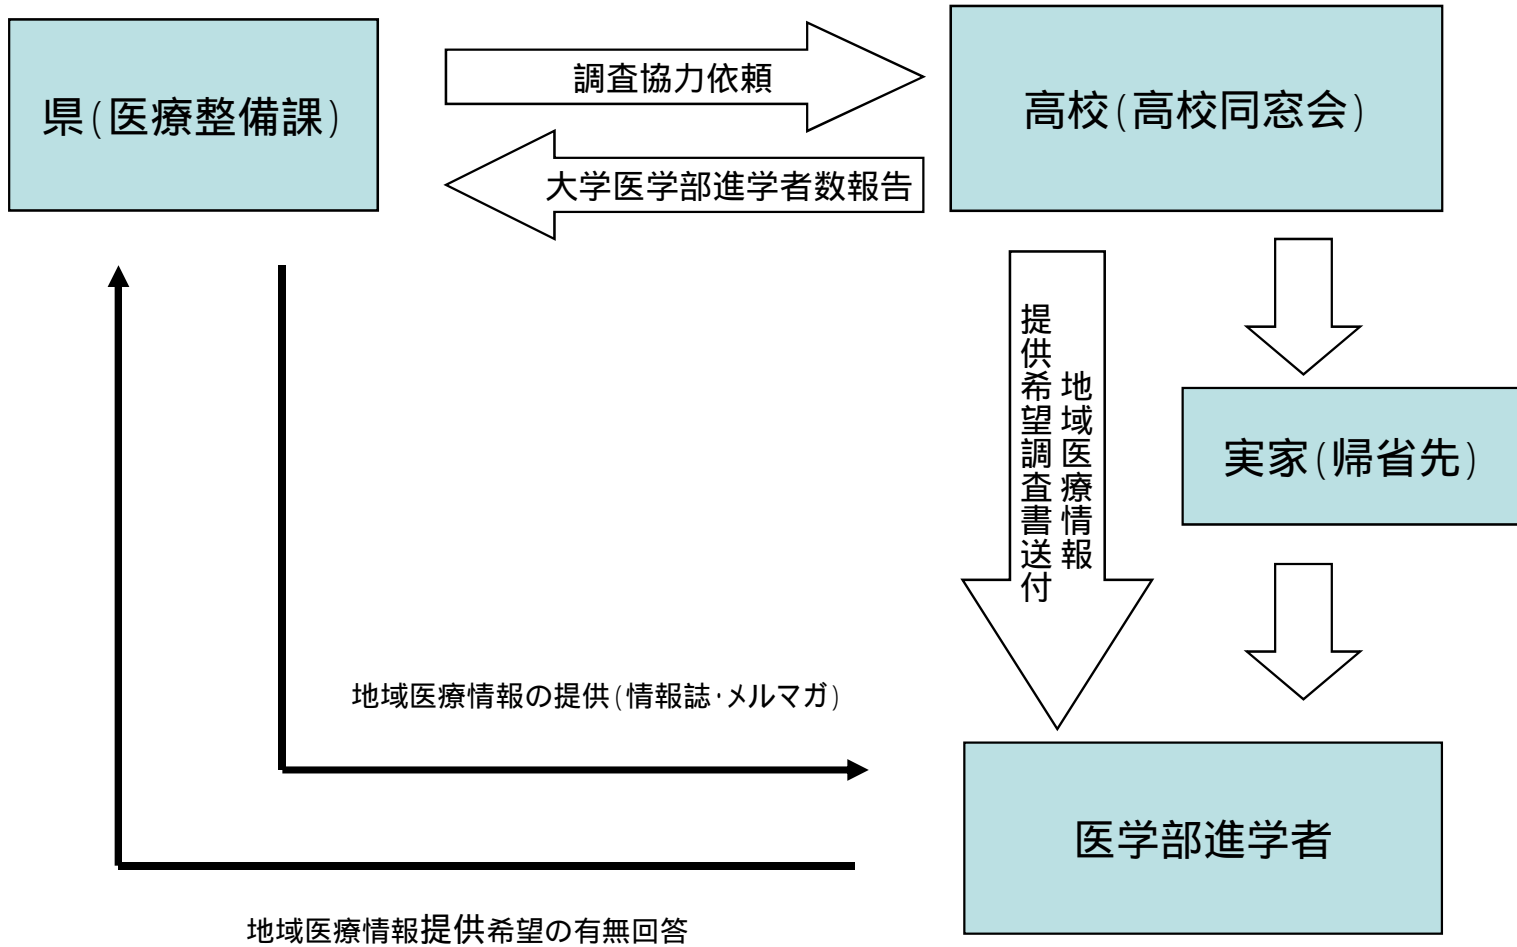 県(医療整備課)
調査協力依頼
高校(高校同窓会)
大学医学部進学者数報告
地域医療情報
提供希望調査書送付
実家(帰省先)
地域医療情報の提供(情報誌・メルマガ)
医学部進学者
地域医療情報提供希望の有無回答